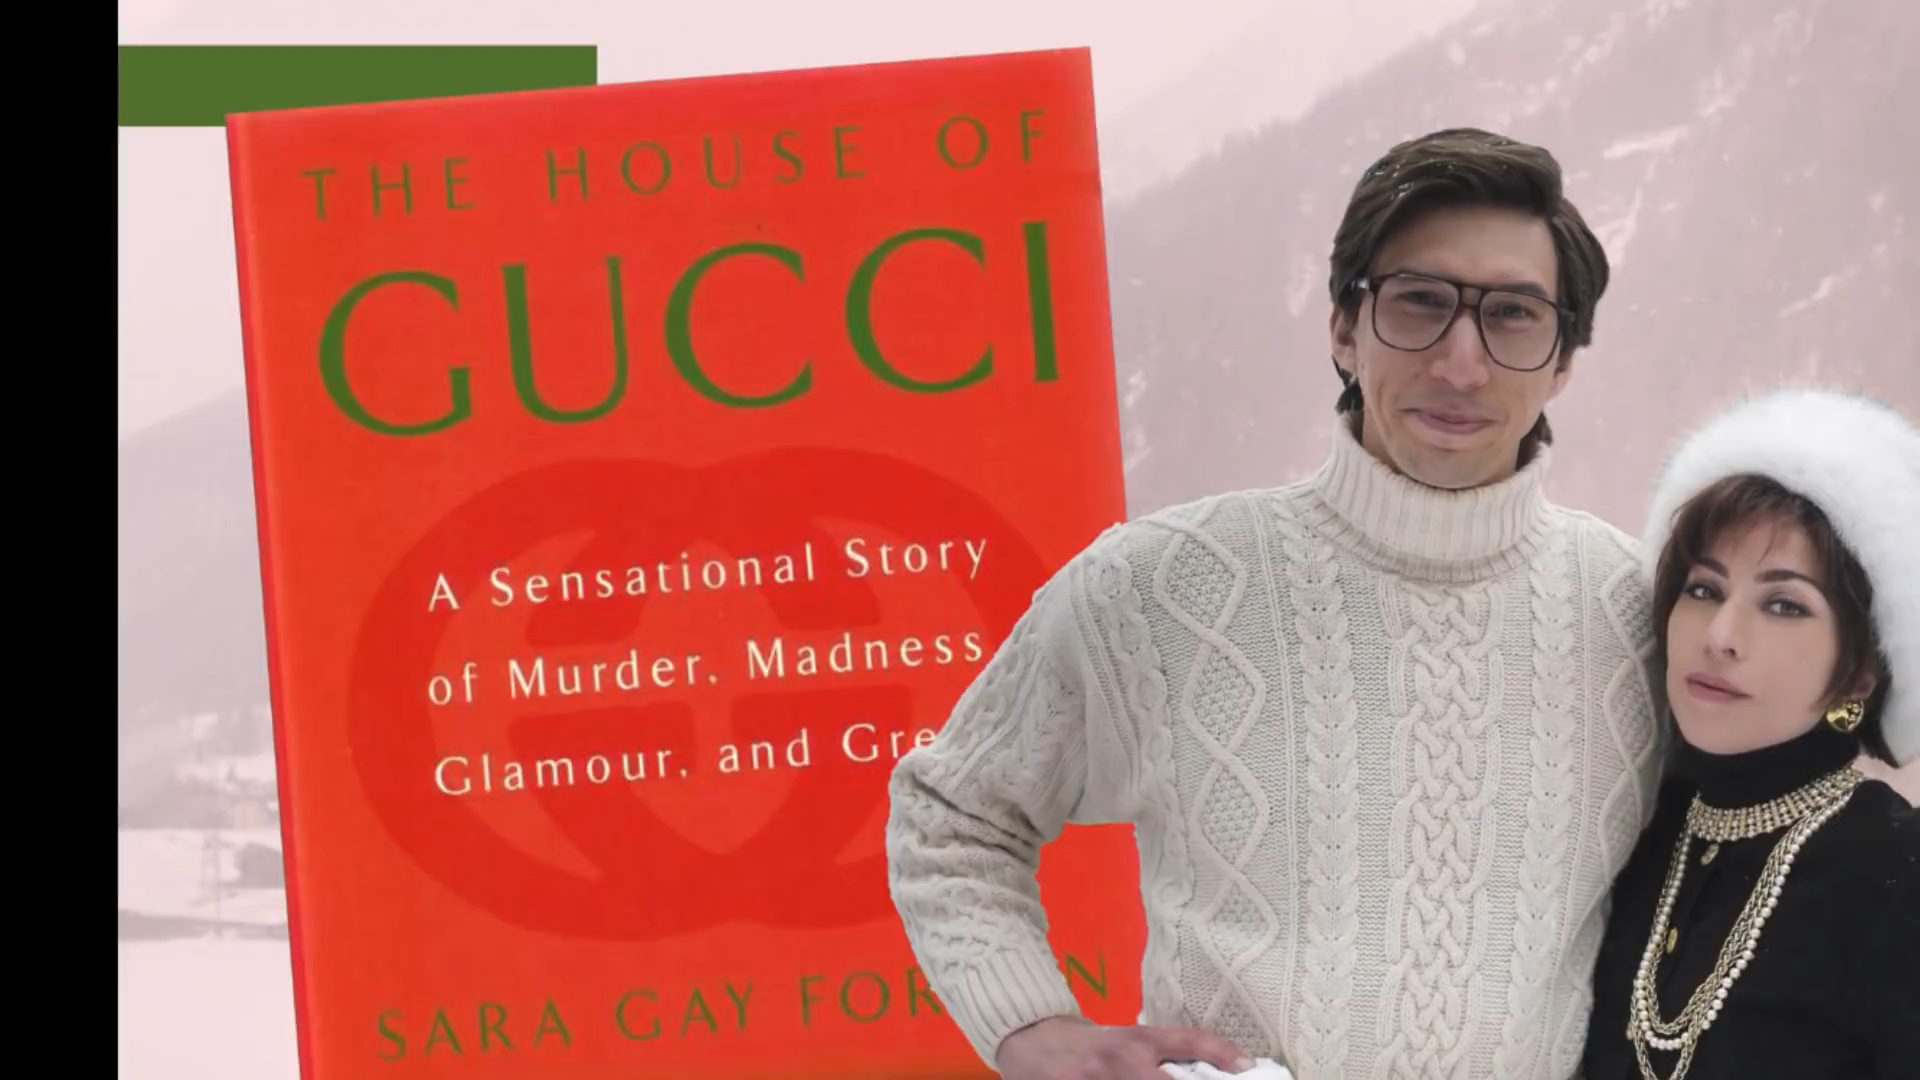 THE HOUSE OF
GUCCI
A Sensational Story
of Murder, Madness,
Glamour, and
SARA GAY